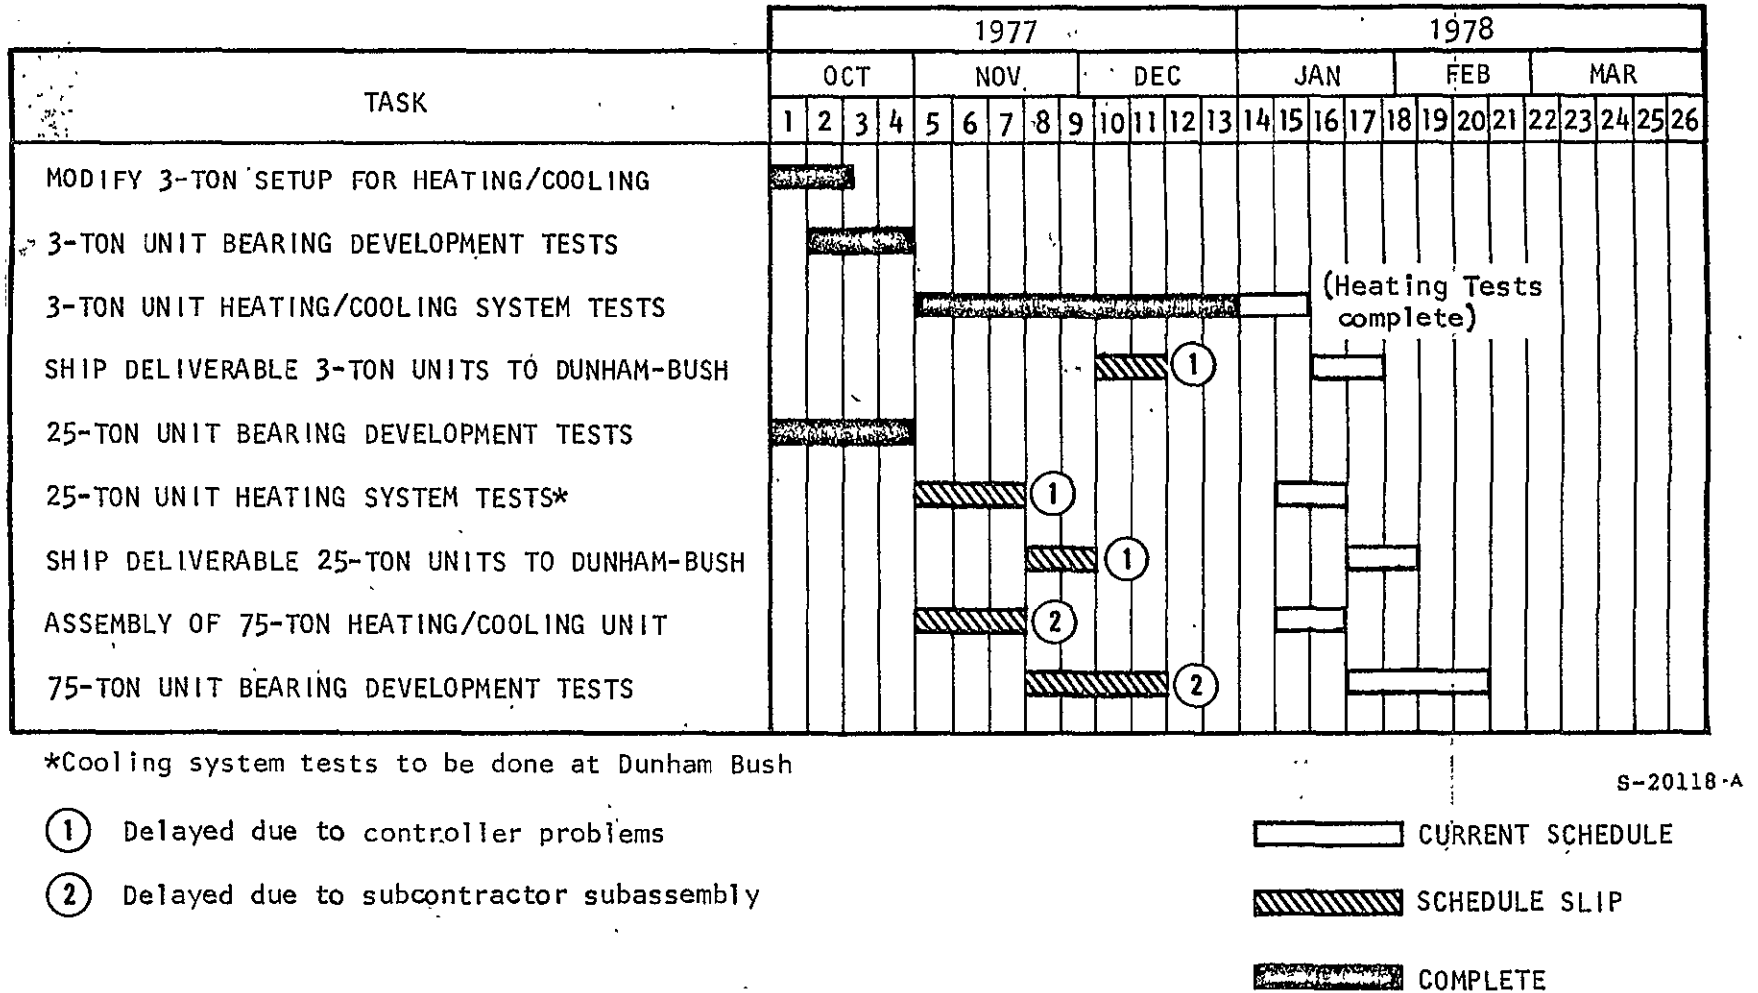 1977 1978
TASK OCT NOV DEC JAN FEB MAR
1 2 3 4 5 6 7 8 9 10 11 12 13 14 15 16 17 18 19 20 21 22 23 24 25 26
MODIFY 3-TON SETUP FOR HEATING/COOLING
3-TON UNIT BEARING DEVELOPMENT TESTS
3-TON UNIT HEATING/COOLING SYSTEM TESTS
(Heating Tests
complete)
SHIP DELIVERABLE 3-TON UNITS TO DUNHAM-BUSH 1
25-TON UNIT BEARING DEVELOPMENT TESTS
25-TON UNIT HEATING SYSTEM TESTS* 1
SHIP DELIVERABLE 25-TON UNITS TO DUNHAM-BUSH 1
ASSEMBLY OF 75-TON HEATING/COOLING UNIT 2
75-TON UNIT BEARING DEVELOPMENT TESTS 2
*Cooling system tests to be done at Dunham Bush
S-20118-A
1 Delayed due to controller problems
2 Delayed due to subcontractor subassembly
CURRENT SCHEDULE
SCHEDULE SLIP
COMPLETE